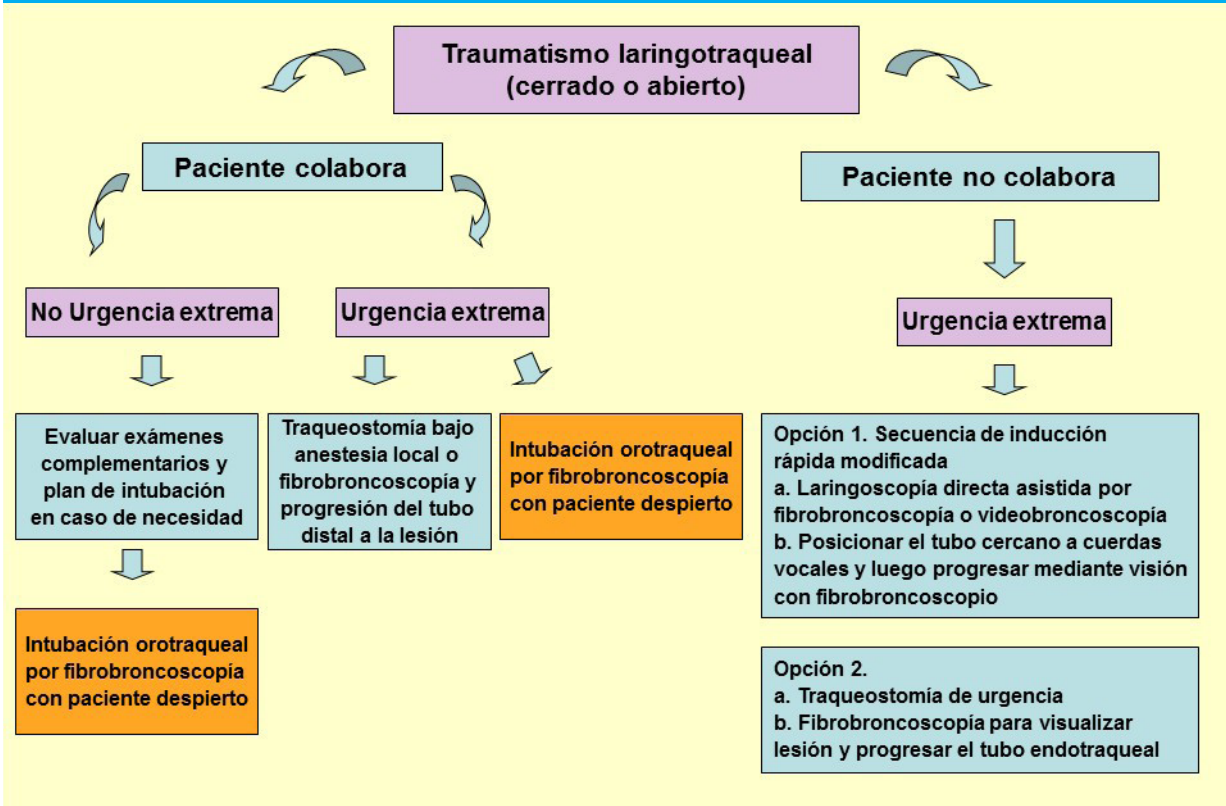 Traumatismo laringotraqueal
(cerrado o abierto)
Paciente colabora
Paciente no colabora
No Urgencia extrema
Urgencia extrema
Urgencia extrema
Evaluar exámenes
complementarios y
plan de intubación
en caso de necesidad
Traqueostomía bajo
anestesia local o
fibrobroncoscopía y
progresión del tubo
distal a la lesión
Intubación orotraqueal
por fibrobroncoscopía
con paciente despierto
Opción 1. Secuencia de inducción
rápida modificada
a. Laringoscopía directa asistida por
fibrobroncoscopía o videobroncoscopía
b. Posicionar el tubo cercano a cuerdas
vocales y luego progresar mediante visión
con fibrobroncoscopio
Intubación orotraqueal
por fibrobroncoscopía
con paciente despierto
Opción 2.
a. Traqueostomía de urgencia
b. Fibrobroncoscopía para visualizar
lesión y progresar el tubo endotraqueal